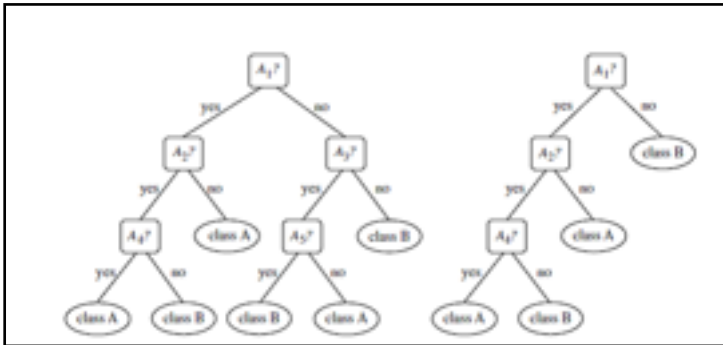 A₁? A₁?
yes no yes no
A₂? A₃? A₂? class B
yes no yes no yes no
A₄? class A A₅? class B A₄? class A
yes no yes no yes no
class A class B class B class A class A class B